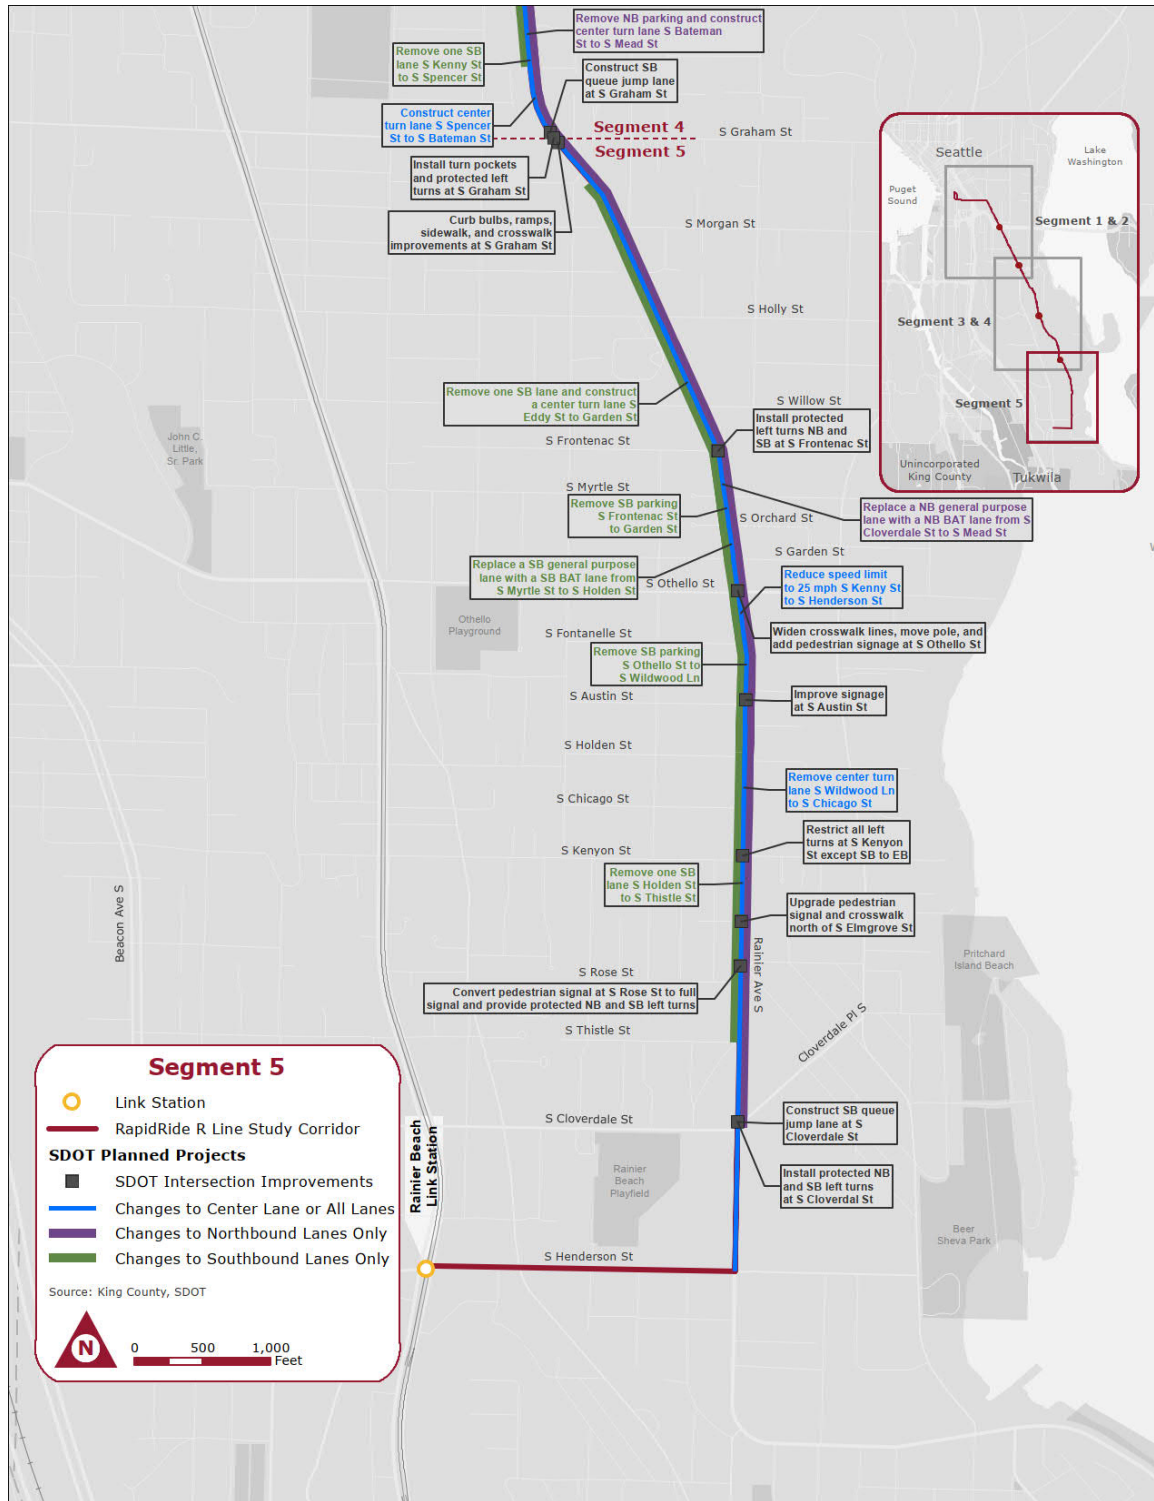 Remove NB parking and construct
center turn lane S Bateman
St to S Mead St
Remove one SB
lane S Kenny St
to S Spencer St
Construct SB
queue jump lane
at S Graham St
Construct center
turn lane S Spencer
St to S Bateman St
Segment 4
Segment 5
S Graham St
Install turn pockets
and protected left
turns at S Graham St
Curb bulbs, ramps,
sidewalk, and crosswalk
improvements at S Graham St
S Morgan St
S Holly St
Seattle
Lake
Washington
Puget
Sound
Segment 1 & 2
Segment 3 & 4
Segment 5
Unincorporated
King County
Tukwila
Remove one SB lane and construct
a center turn lane S
Eddy St to Garden St
S Willow St
Install protected
left turns NB and
SB at S Frontenac St
S Frontenac St
John C.
Little,
Sr. Park
S Myrtle St
Remove SB parking
S Frontenac St
to Garden St
S Orchard St
Replace a NB general purpose
lane with a NB BAT lane from S
Cloverdale St to S Mead St
W
S Garden St
Replace a SB general purpose
lane with a SB BAT lane from
S Myrtle St to S Holden St
S Othello St
Reduce speed limit
to 25 mph S Kenny St
to S Henderson St
Othello
Playground
S Fontanelle St
Widen crosswalk lines, move pole, and
add pedestrian signage at S Othello St
Remove SB parking
S Othello St to
S Wildwood Ln
S Austin St
Improve signage
at S Austin St
S Holden St
Remove center turn
lane S Wildwood Ln
to S Chicago St
S Chicago St
Restrict all left
turns at S Kenyon
St except SB to EB
S Kenyon St
Remove one SB
lane S Holden St
to S Thistle St
Upgrade pedestrian
signal and crosswalk
north of S Elmgrove St
Beacon Ave S
Rainier Ave S
Pritchard
Island Beach
S Rose St
Convert pedestrian signal at S Rose St to full
signal and provide protected NB and SB left turns
S Thistle St
Cloverdale Pl S
S Cloverdale St
Construct SB queue
jump lane at S
Cloverdale St
Install protected NB
and SB left turns
at S Cloverdal St
Rainier
Beach
Playfield
Rainier Beach
Link Station
Beer
Sheva Park
S Henderson St
Segment 5
Link Station
RapidRide R Line Study Corridor
SDOT Planned Projects
SDOT Intersection Improvements
Changes to Center Lane or All Lanes
Changes to Northbound Lanes Only
Changes to Southbound Lanes Only
Source: King County, SDOT
N
0 500 1,000
Feet